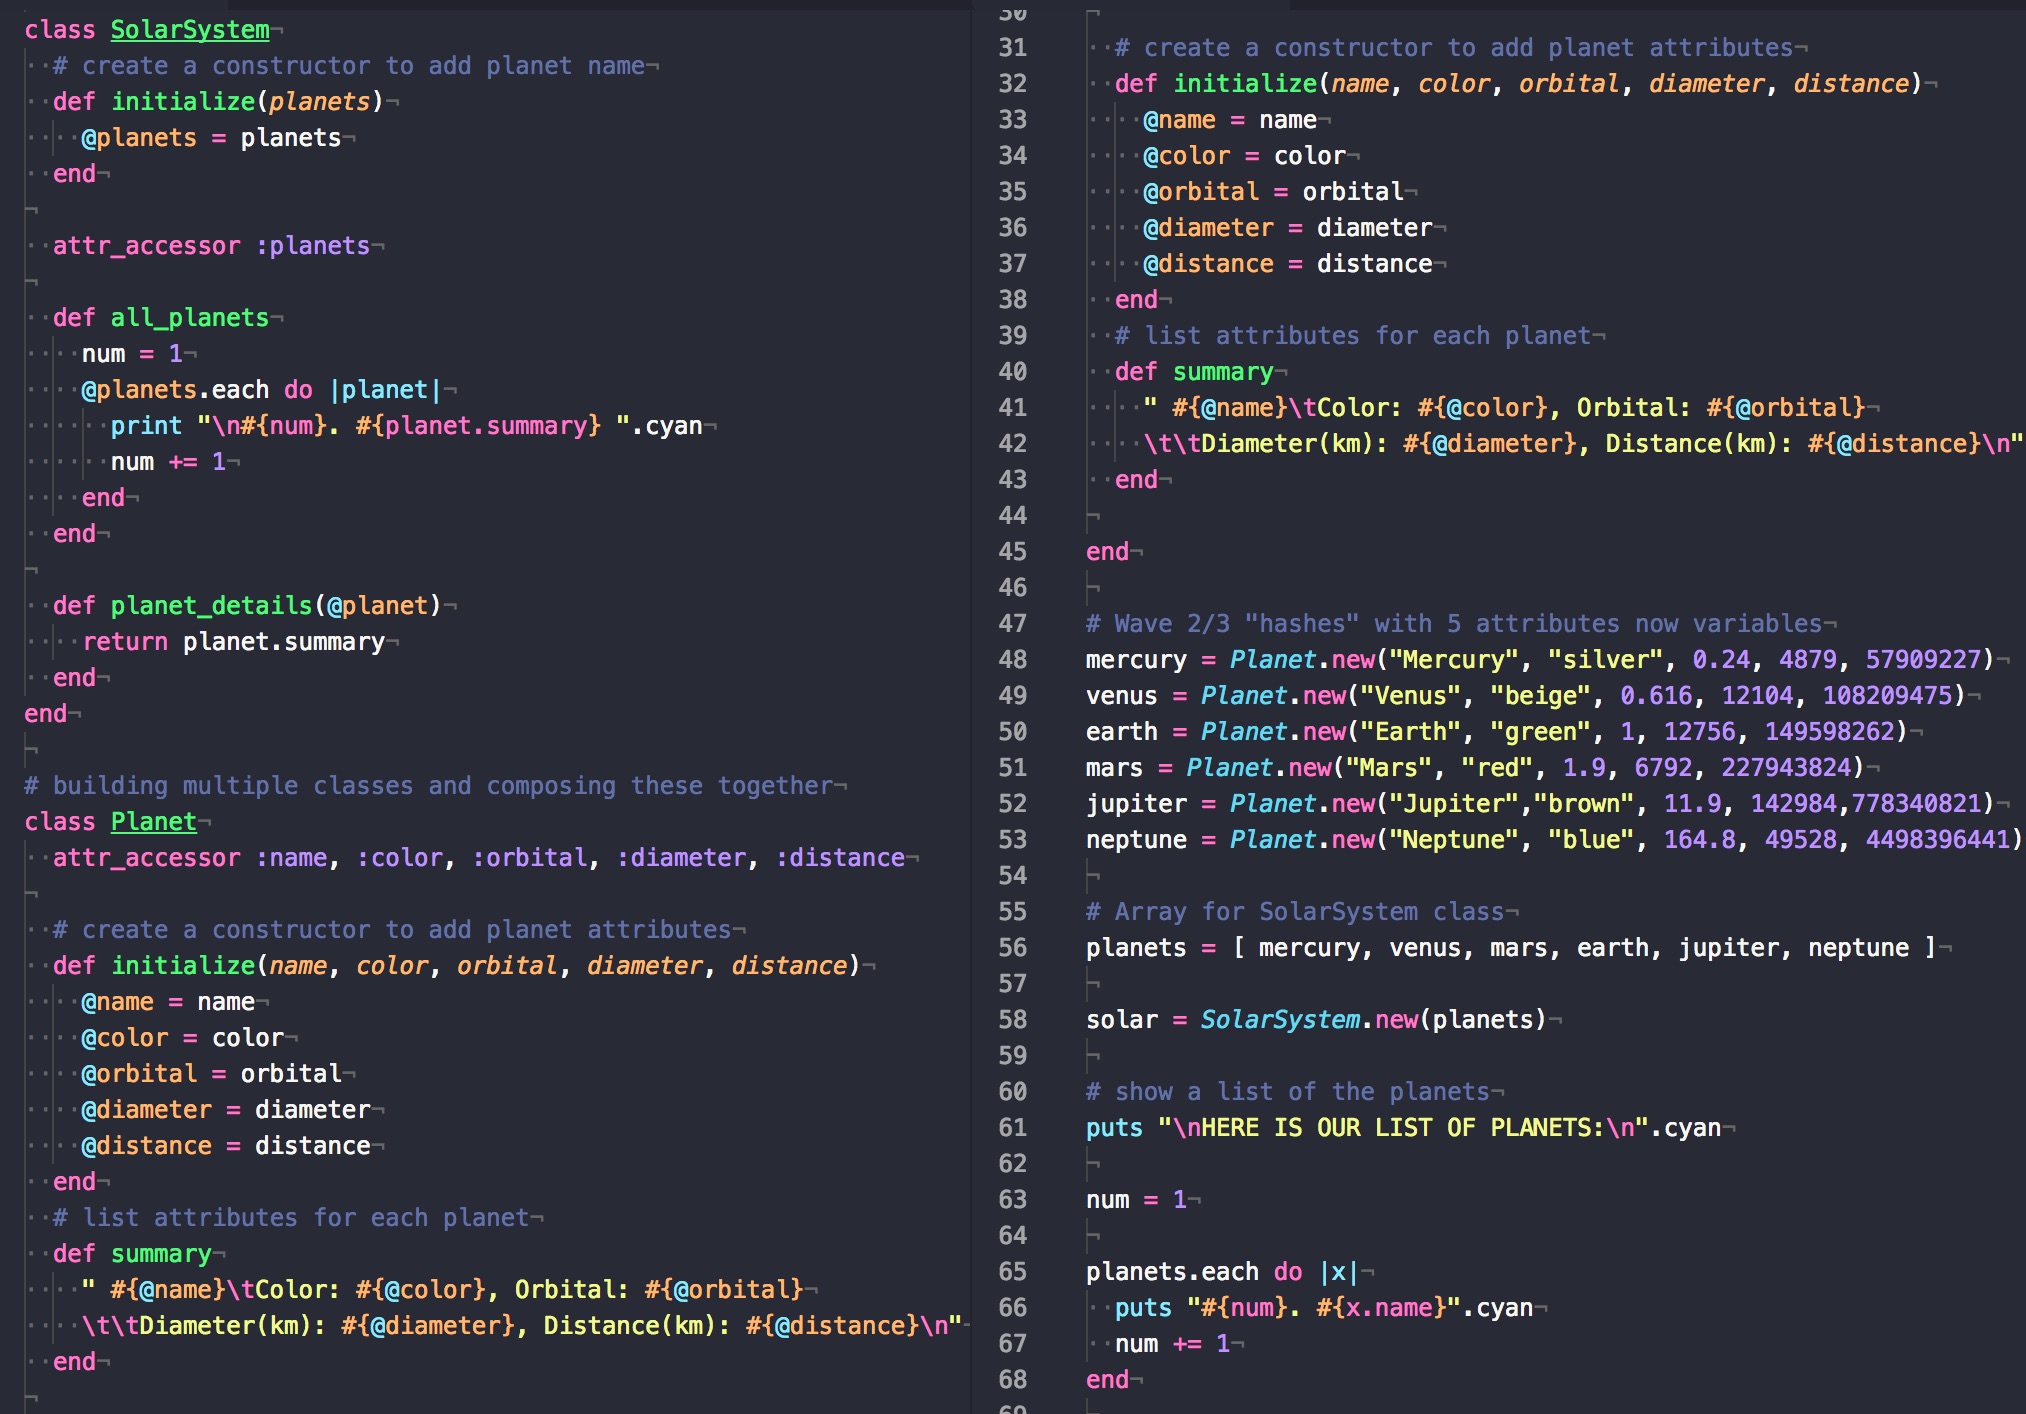 class SolarSystem
# create a constructor to add planet name
def initialize(planets)
@planets = planets
end
attr_accessor :planets
def all_planets
num = 1
@planets.each do |planet|
print "\n#{num}. #{planet.summary} ".cyan
num += 1
end
end
def planet_details(@planet)
return planet.summary
end
end
# building multiple classes and composing these together
class Planet
attr_accessor :name, :color, :orbital, :diameter, :distance
# create a constructor to add planet attributes
def initialize(name, color, orbital, diameter, distance)
@name = name
@color = color
@orbital = orbital
@diameter = diameter
@distance = distance
end
# list attributes for each planet
def summary
" #{@name}\tColor: #{@color}, Orbital: #{@orbital}
\t\tDiameter(km): #{@diameter}, Distance(km): #{@distance}\n"
end
30
31 # create a constructor to add planet attributes
32 def initialize(name, color, orbital, diameter, distance)
33 @name = name
34 @color = color
35 @orbital = orbital
36 @diameter = diameter
37 @distance = distance
38 end
39 # list attributes for each planet
40 def summary
41 " #{@name}\tColor: #{@color}, Orbital: #{@orbital}
42 \t\tDiameter(km): #{@diameter}, Distance(km): #{@distance}\n"
43 end
44
45 end
46
47 # Wave 2/3 "hashes" with 5 attributes now variables
48 mercury = Planet.new("Mercury", "silver", 0.24, 4879, 57909227)
49 venus = Planet.new("Venus", "beige", 0.616, 12104, 108209475)
50 earth = Planet.new("Earth", "green", 1, 12756, 149598262)
51 mars = Planet.new("Mars", "red", 1.9, 6792, 227943824)
52 jupiter = Planet.new("Jupiter","brown", 11.9, 142984,778340821)
53 neptune = Planet.new("Neptune", "blue", 164.8, 49528, 4498396441)
54
55 # Array for SolarSystem class
56 planets = [ mercury, venus, mars, earth, jupiter, neptune ]
57
58 solar = SolarSystem.new(planets)
59
60 # show a list of the planets
61 puts "\nHERE IS OUR LIST OF PLANETS:\n".cyan
62
63 num = 1
64
65 planets.each do |x|
66 puts "#{num}. #{x.name}".cyan
67 num += 1
68 end
69